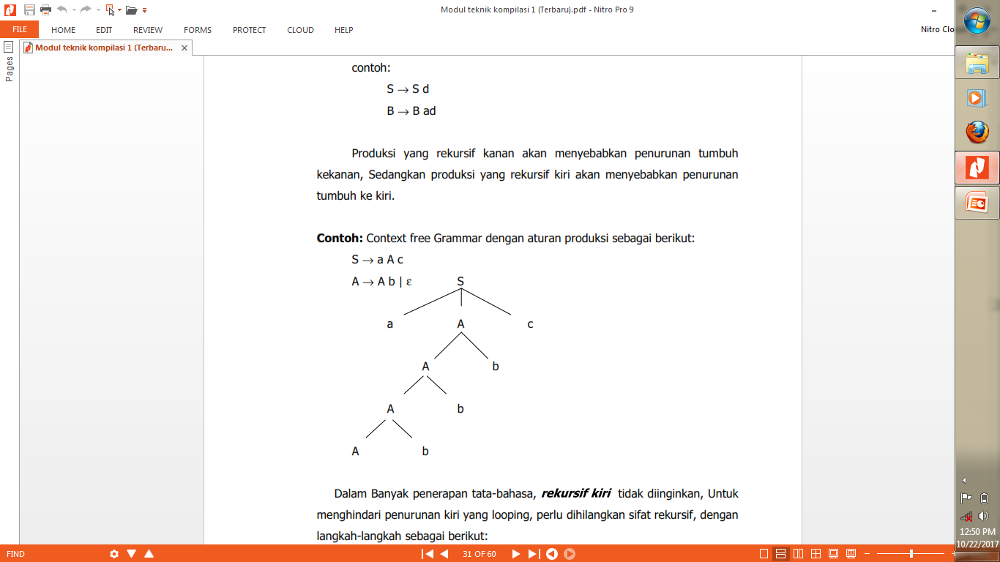 Modul teknik kompilasi 1 (Terbaru).pdf - Nitro Pro 9
FILE HOME EDIT REVIEW FORMS PROTECT CLOUD HELP Nitro Clo
Modul teknik kompilasi 1 (Terbaru...
Pages
contoh:
S → S d
B → B ad
Produksi yang rekursif kanan akan menyebabkan penurunan tumbuh
kekanan, Sedangkan produksi yang rekursif kiri akan menyebabkan penurunan
tumbuh ke kiri.
Contoh: Context free Grammar dengan aturan produksi sebagai berikut:
S → a A c
A → A b | ε S
a A c
A b
A b
A b
Dalam Banyak penerapan tata-bahasa, rekursif kiri tidak diinginkan, Untuk
menghindari penurunan kiri yang looping, perlu dihilangkan sifat rekursif, dengan
langkah-langkah sebagai berikut:
FIND 31 OF 60
12:50 PM
10/22/2017